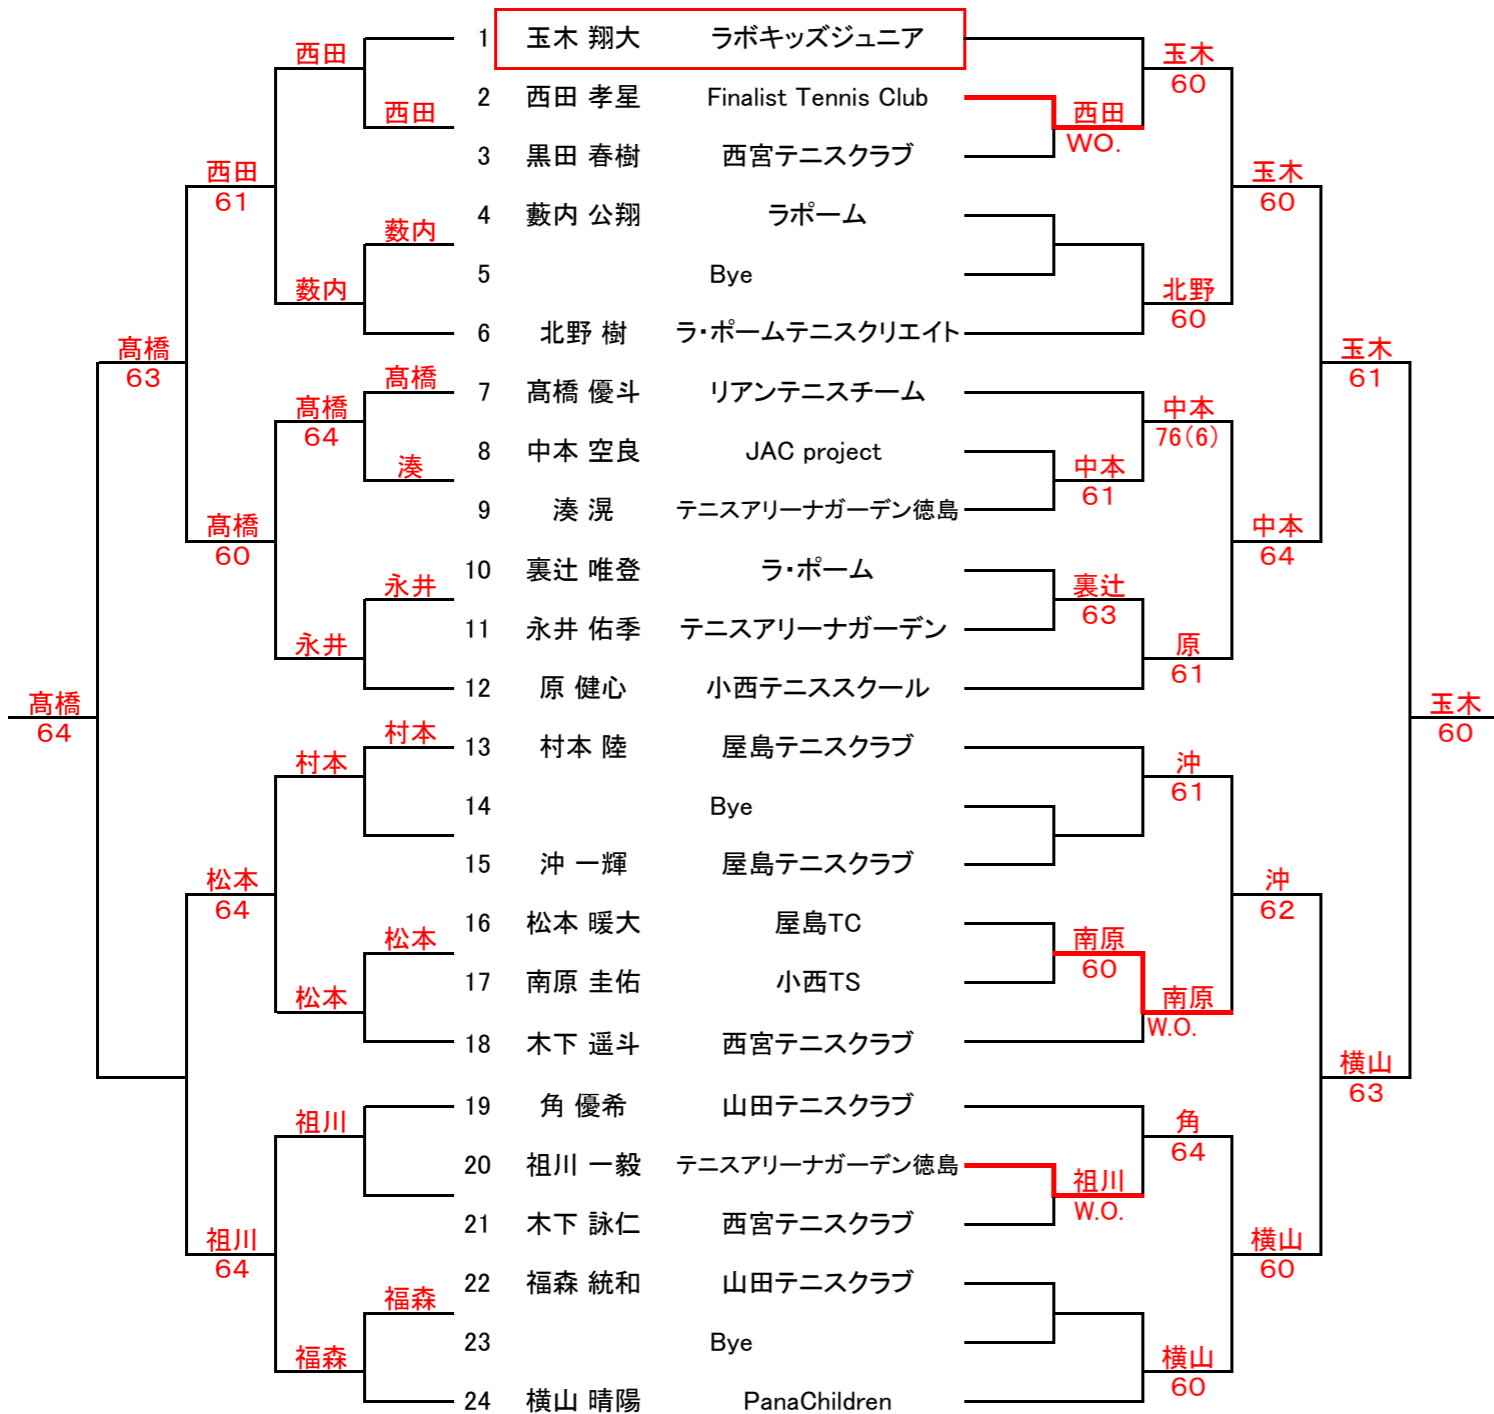 1 玉木 翔大 ラボキッズジュニア
2 西田 孝星 Finalist Tennis Club
3 黒田 春樹 西宮テニスクラブ
4 藪内 公翔 ラポーム
5 Bye
6 北野 樹 ラ・ポームテニスクリエイト
7 髙橋 優斗 リアンテニスチーム
8 中本 空良 JAC project
9 湊 滉 テニスアリーナガーデン徳島
10 裏辻 唯登 ラ・ポーム
11 永井 佑季 テニスアリーナガーデン
12 原 健心 小西テニススクール
13 村本 陸 屋島テニスクラブ
14 Bye
15 沖 一輝 屋島テニスクラブ
16 松本 暖大 屋島TC
17 南原 圭佑 小西TS
18 木下 遥斗 西宮テニスクラブ
19 角 優希 山田テニスクラブ
20 祖川 一毅 テニスアリーナガーデン徳島
21 木下 詠仁 西宮テニスクラブ
22 福森 統和 山田テニスクラブ
23 Bye
24 横山 晴陽 PanaChildren
西田
WO.
中本
61
裏辻
63
南原
60
祖川
W.O.
玉木
60
北野
60
中本
76(6)
原
61
沖
61
南原
W.O.
角
64
横山
60
玉木
60
中本
64
沖
62
横山
60
玉木
61
横山
63
玉木
60
西田
薮内
髙橋
湊
永井
村本
松本
福森
西田
薮内
髙橋
64
永井
村本
松本
祖川
福森
西田
61
髙橋
60
松本
64
祖川
64
髙橋
63
髙橋
64